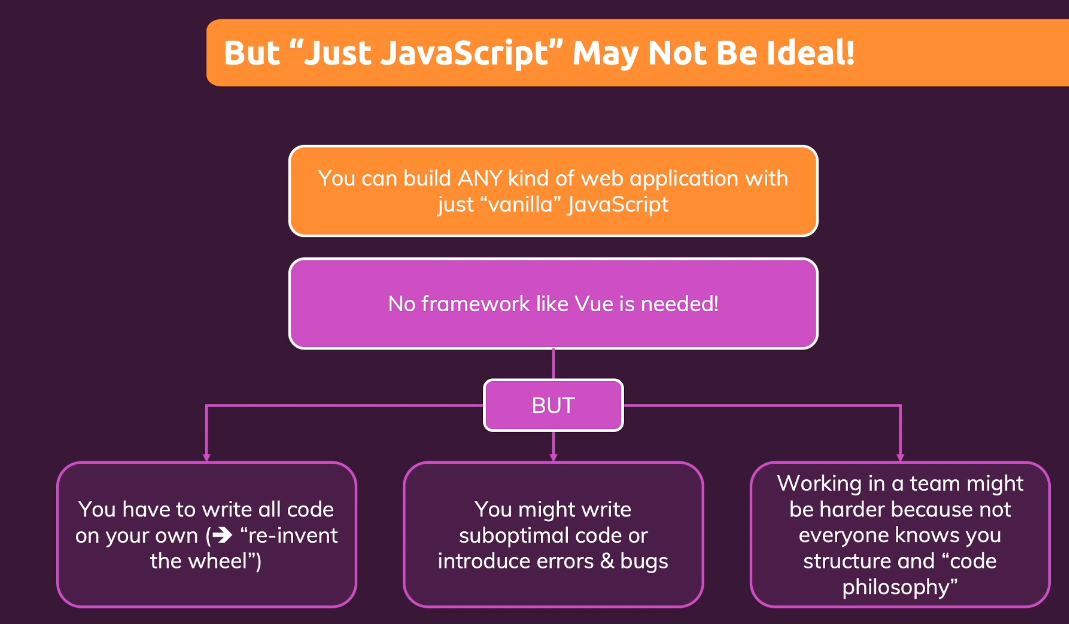 But “Just JavaScript” May Not Be Ideal!
You can build ANY kind of web application with
just “vanilla” JavaScript
No framework like Vue is needed!
BUT
You have to write all code
on your own (➔ “re-invent
the wheel”)
You might write
suboptimal code or
introduce errors & bugs
Working in a team might
be harder because not
everyone knows you
structure and “code
philosophy”